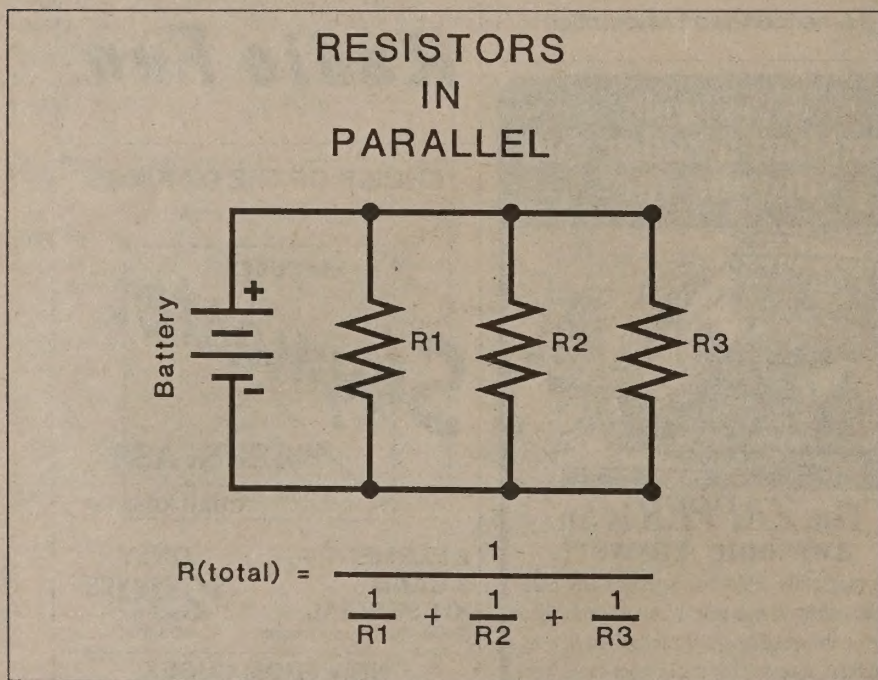 RESISTORS
IN
PARALLEL
+
Battery
-
R1
R2
R3
R(total) = 1
1 + 1 + 1
R1 R2 R3